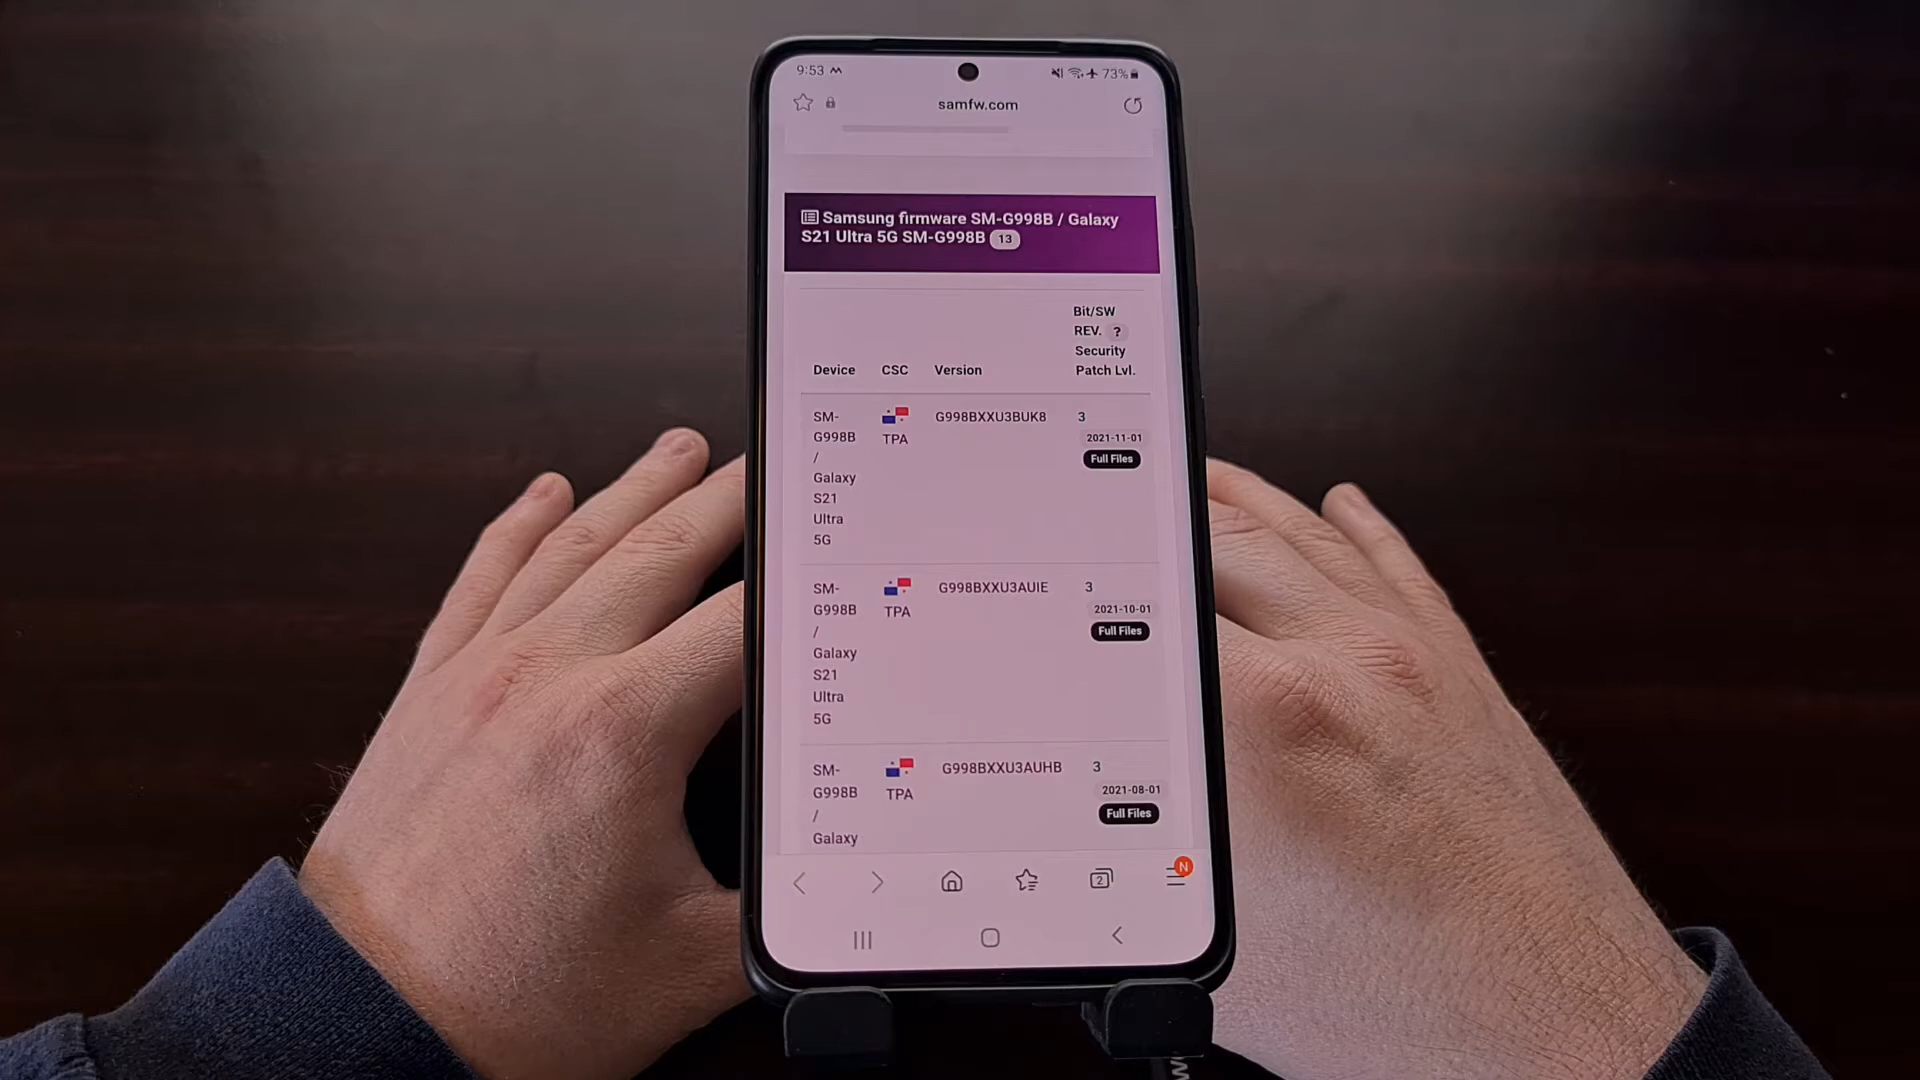 9:53
73%
samfw.com
Samsung firmware SM-G998B / Galaxy
S21 Ultra 5G SM-G998B 13
Bit/SW
REV. ?
Security
Device CSC Version Patch Lvl.
SM- G998BXXU3BUK8 3
G998B TPA 2021-11-01
/ Full Files
Galaxy
S21
Ultra
5G
SM- G998BXXU3AUIE 3
G998B TPA 2021-10-01
/ Full Files
Galaxy
S21
Ultra
5G
SM- G998BXXU3AUHB 3
G998B TPA 2021-08-01
/ Full Files
Galaxy
2
N